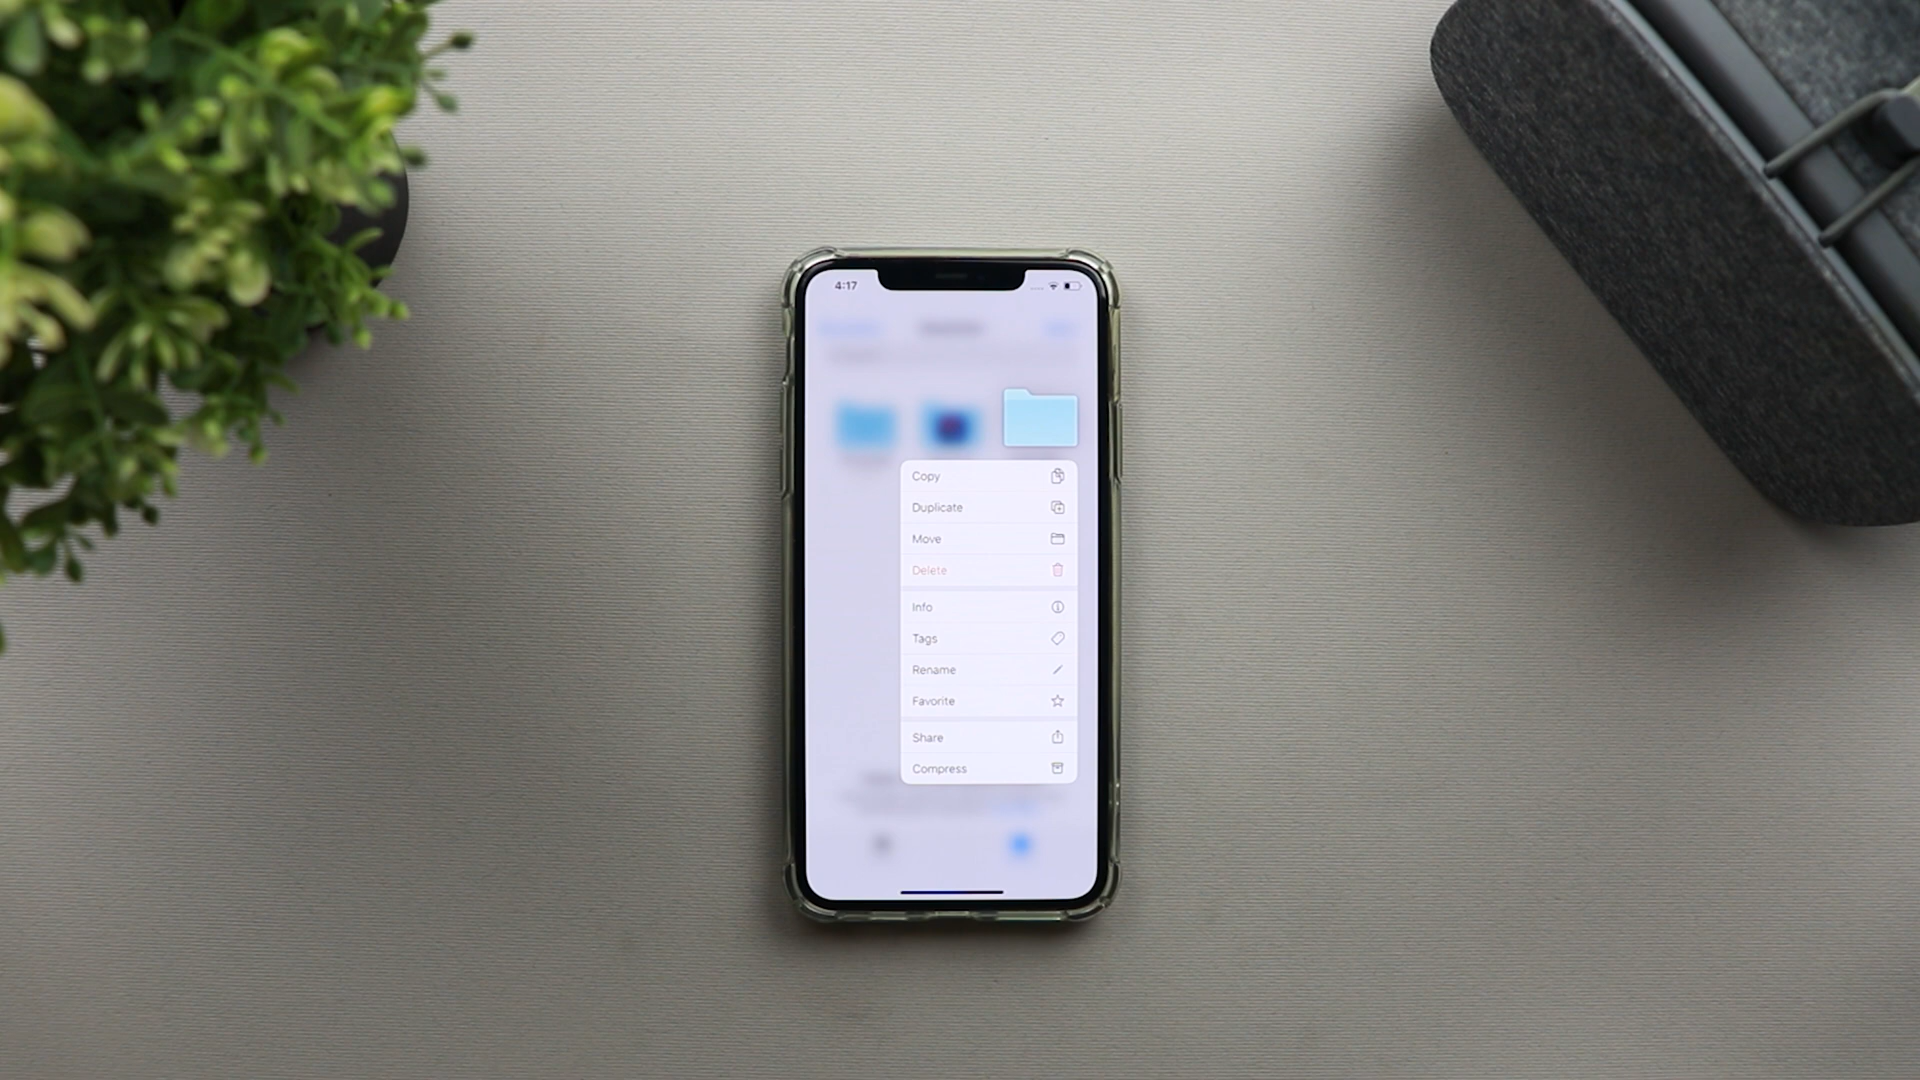 4:17
Copy
Duplicate
Move
Delete
Info
Tags
Rename
Favorite
Share
Compress